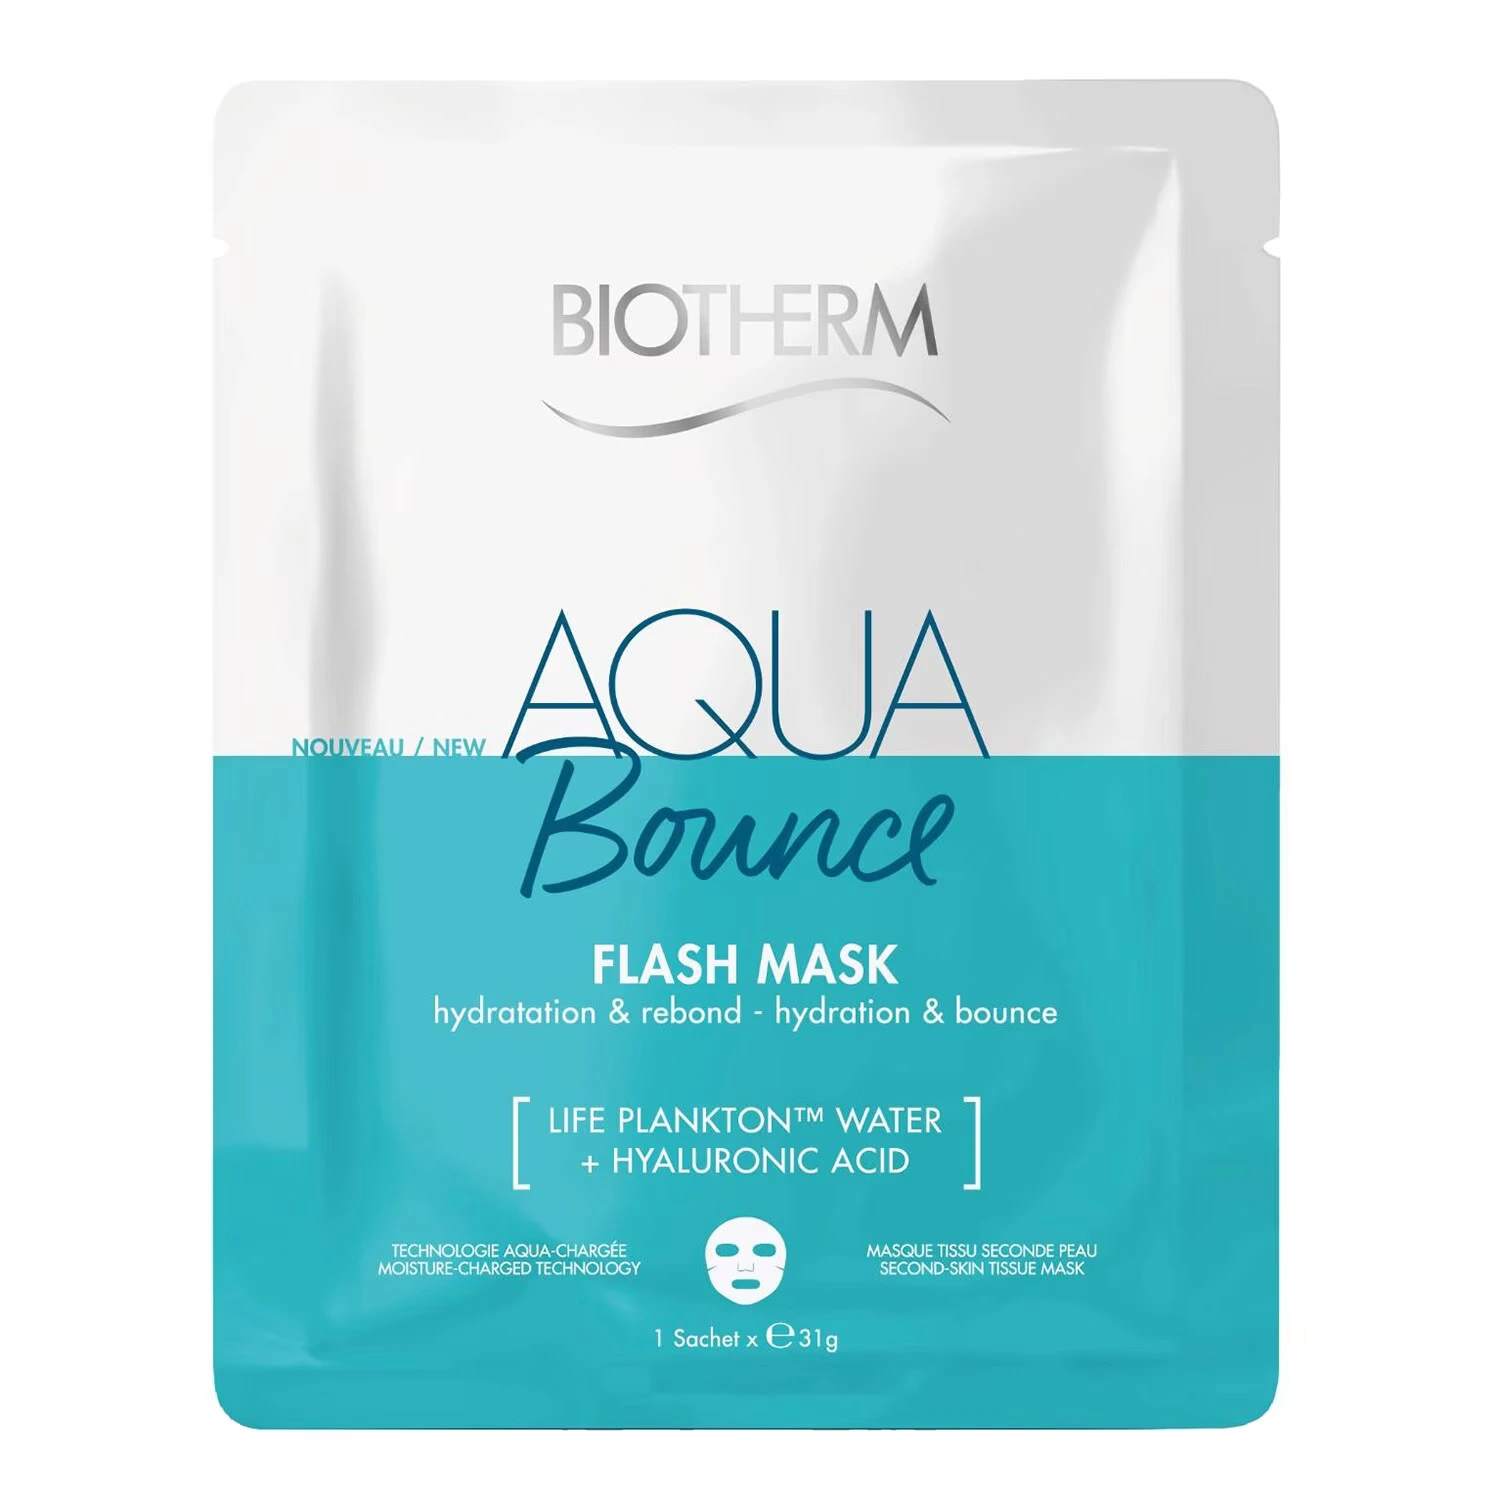 BIOTHERM
AQUA
NOUVEAU / NEW
Bounce
FLASH MASK
hydratation & rebond - hydration & bounce
[ LIFE PLANKTON™ WATER
+ HYALURONIC ACID ]
TECHNOLOGIE AQUA-CHARGÉE
MOISTURE-CHARGED TECHNOLOGY
MASQUE TISSU SECONDE PEAU
SECOND-SKIN TISSUE MASK
1 Sachet x ℮ 31g